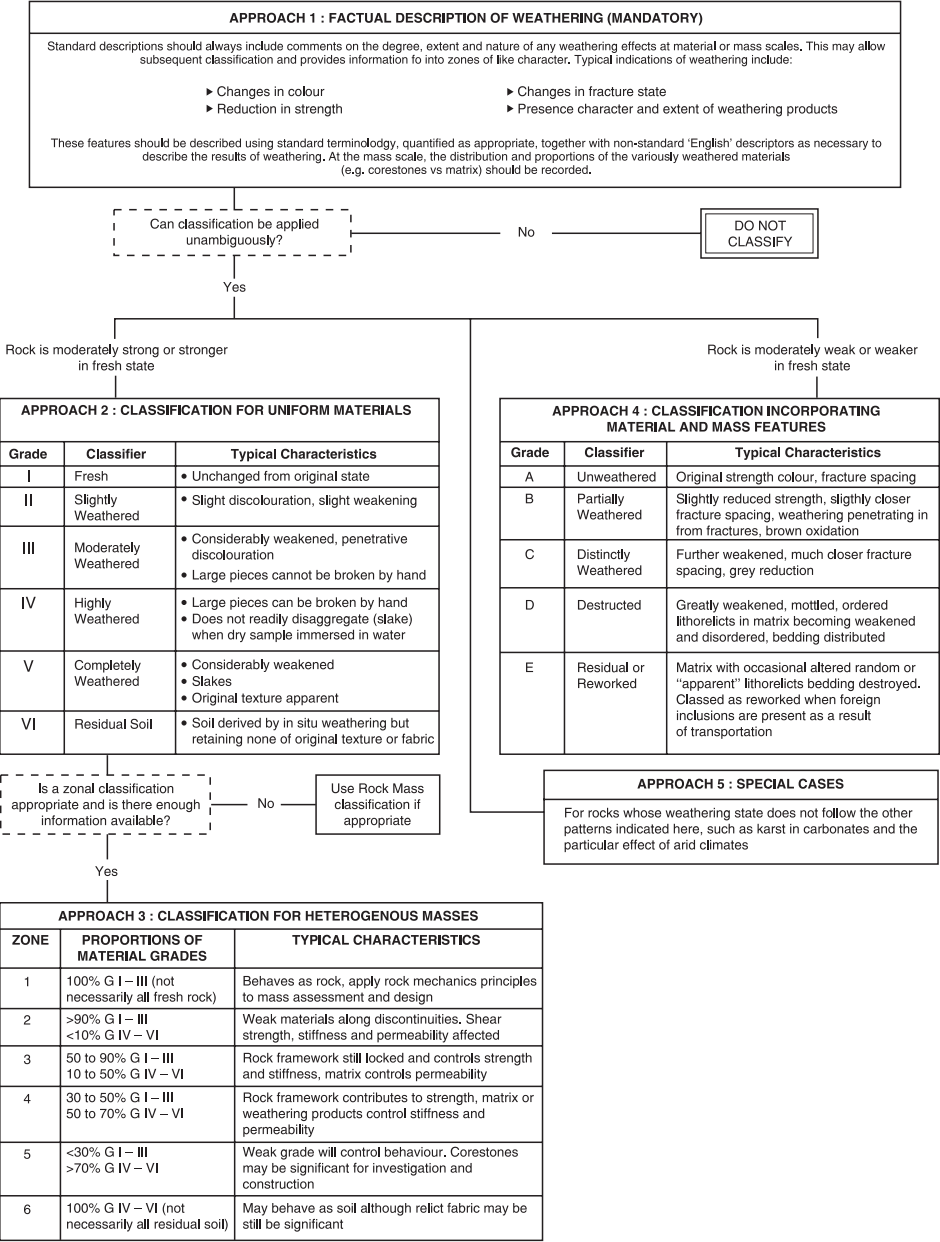 APPROACH 1 : FACTUAL DESCRIPTION OF WEATHERING (MANDATORY)
Standard descriptions should always include comments on the degree, extent and nature of any weathering effects at material or mass scales. This may allow
subsequent classification and provides information fo into zones of like character. Typical indications of weathering include:
▸ Changes in colour
▸ Reduction in strength
▸ Changes in fracture state
▸ Presence character and extent of weathering products
These features should be described using standard terminolodgy, quantified as appropriate, together with non-standard 'English' descriptors as necessary to
describe the results of weathering. At the mass scale, the distribution and proportions of the variously weathered materials
(e.g. corestones vs matrix) should be recorded.
Can classification be applied
unambiguously?
No
DO NOT
CLASSIFY
Yes
Rock is moderately strong or stronger
in fresh state
Rock is moderately weak or weaker
in fresh state
APPROACH 2 : CLASSIFICATION FOR UNIFORM MATERIALS
Grade Classifier Typical Characteristics
I Fresh • Unchanged from original state
II Slightly
Weathered
• Slight discolouration, slight weakening
III Moderately
Weathered
• Considerably weakened, penetrative
discolouration
• Large pieces cannot be broken by hand
IV Highly
Weathered
• Large pieces can be broken by hand
• Does not readily disaggregate (slake)
when dry sample immersed in water
V Completely
Weathered
• Considerably weakened
• Slakes
• Original texture apparent
VI Residual Soil • Soil derived by in situ weathering but
retaining none of original texture or fabric
APPROACH 4 : CLASSIFICATION INCORPORATING
MATERIAL AND MASS FEATURES
Grade Classifier Typical Characteristics
A Unweathered Original strength colour, fracture spacing
B Partially
Weathered
Slightly reduced strength, sligthly closer
fracture spacing, weathering penetrating in
from fractures, brown oxidation
C Distinctly
Weathered
Further weakened, much closer fracture
spacing, grey reduction
D Destructed Greatly weakened, mottled, ordered
lithorelicts in matrix becoming weakened
and disordered, bedding distributed
E Residual or
Reworked
Matrix with occasional altered random or
"apparent" lithorelicts bedding destroyed.
Classed as reworked when foreign
inclusions are present as a result
of transportation
Is a zonal classification
appropriate and is there enough
information available?
No
Use Rock Mass
classification if
appropriate
APPROACH 5 : SPECIAL CASES
For rocks whose weathering state does not follow the other
patterns indicated here, such as karst in carbonates and the
particular effect of arid climates
Yes
APPROACH 3 : CLASSIFICATION FOR HETEROGENOUS MASSES
ZONE PROPORTIONS OF
MATERIAL GRADES
TYPICAL CHARACTERISTICS
1 100% G I – III (not
necessarily all fresh rock)
Behaves as rock, apply rock mechanics principles
to mass assessment and design
2 >90% G I – III
<10% G IV – VI
Weak materials along discontinuities. Shear
strength, stiffness and permeability affected
3 50 to 90% G I – III
10 to 50% G IV – VI
Rock framework still locked and controls strength
and stiffness, matrix controls permeability
4 30 to 50% G I – III
50 to 70% G IV – VI
Rock framework contributes to strength, matrix or
weathering products control stiffness and
permeability
5 <30% G I – III
>70% G IV – VI
Weak grade will control behaviour. Corestones
may be significant for investigation and
construction
6 100% G IV – VI (not
necessarily all residual soil)
May behave as soil although relict fabric may be
still be significant